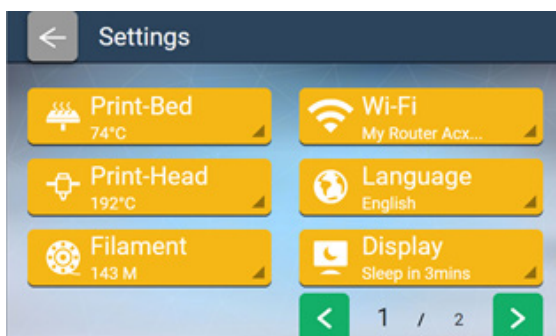 Settings
Print-Bed
74°C
Wi-Fi
My Router Acx...
Print-Head
192°C
Language
English
Filament
143 M
Display
Sleep in 3mins
1 / 2